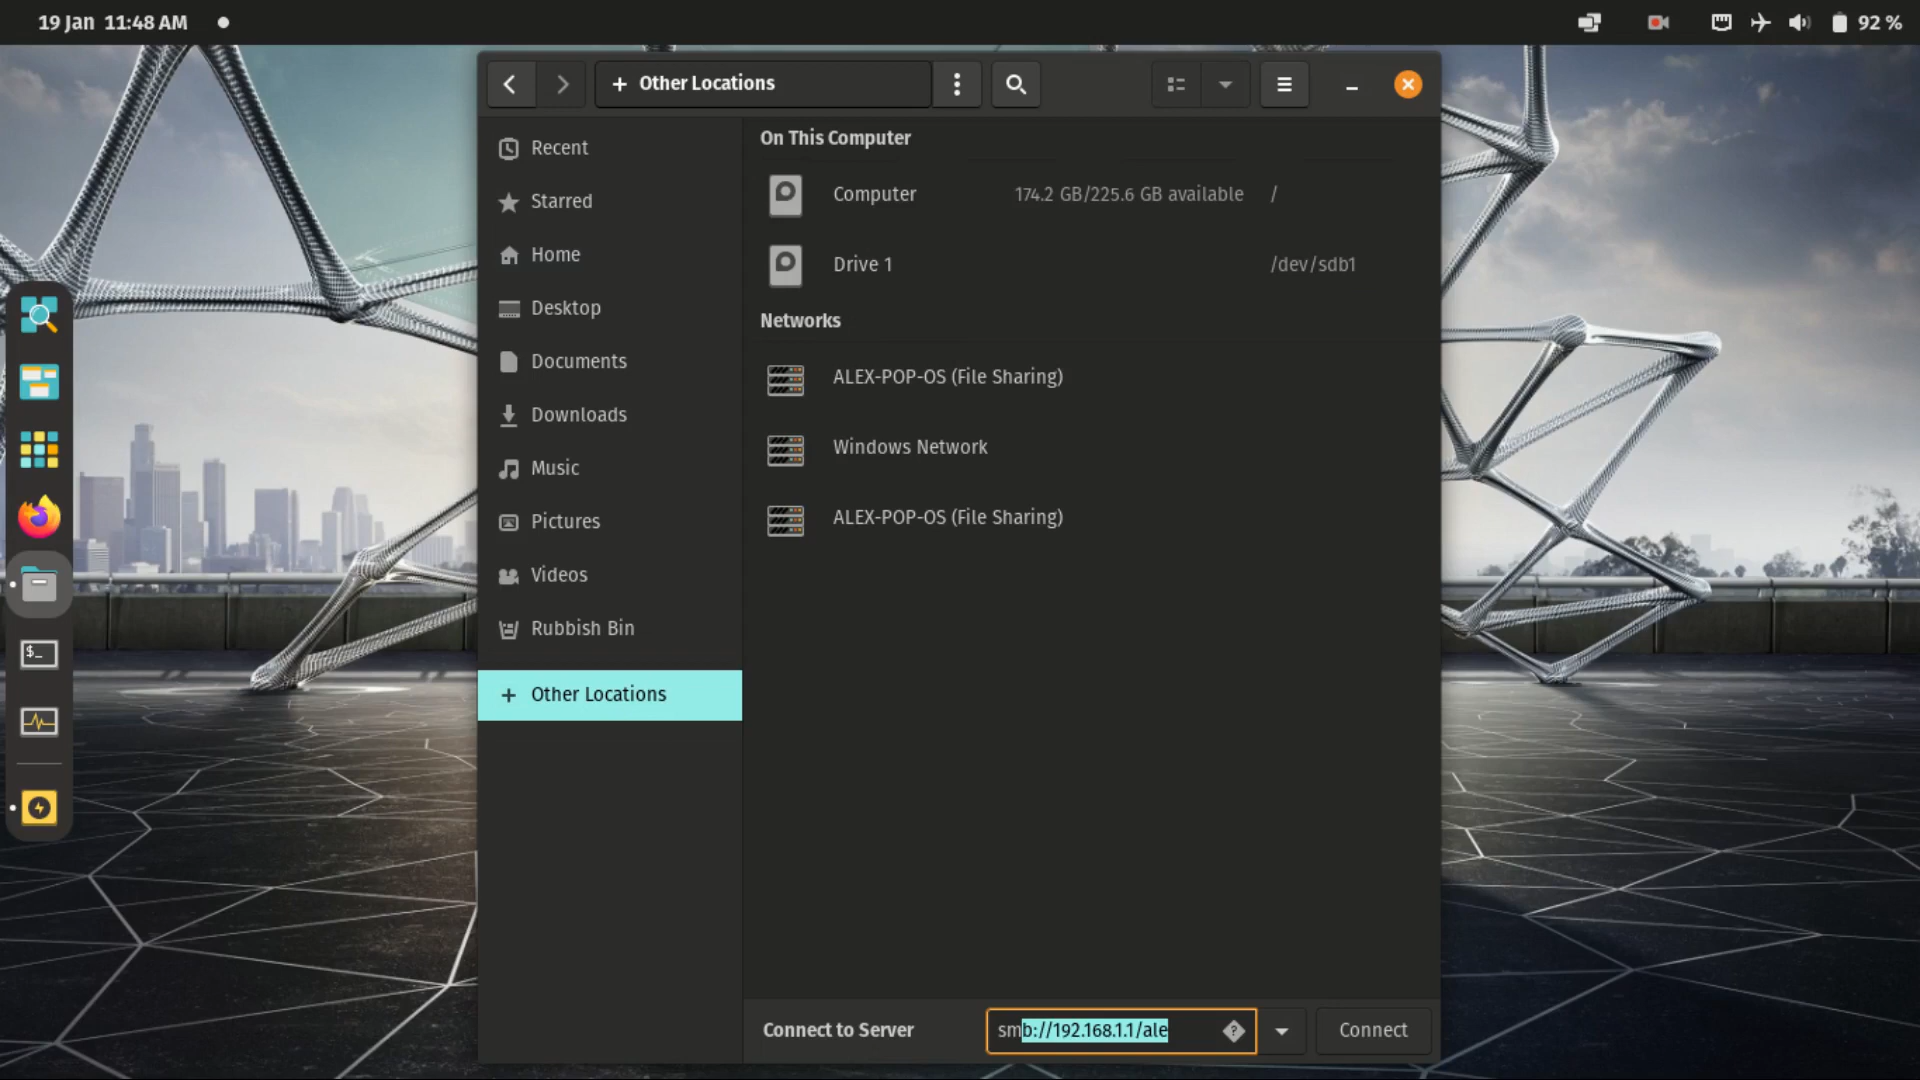 19 Jan 11:48 AM
92 %
+ Other Locations
Recent
Starred
Home
Desktop
Documents
Downloads
Music
Pictures
Videos
Rubbish Bin
+ Other Locations
On This Computer
Computer 174.2 GB/225.6 GB available /
Drive 1 /dev/sdb1
Networks
ALEX-POP-OS (File Sharing)
Windows Network
ALEX-POP-OS (File Sharing)
Connect to Server smb://192.168.1.1/ale ? Connect
$_